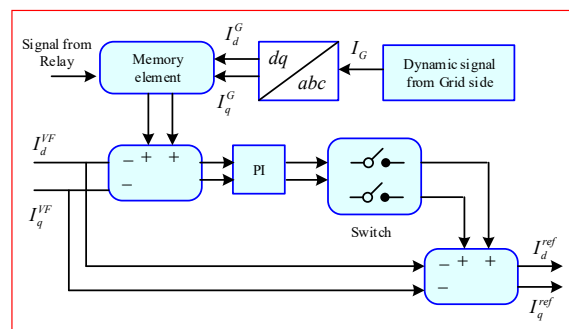 Signal from
Relay
Memory
element
I_d^G
I_q^G
dq
abc
I_G
Dynamic signal
from Grid side
I_d^{VF}
I_q^{VF}
− + +
−
PI
Switch
+ +
−
−
I_d^{ref}
I_q^{ref}